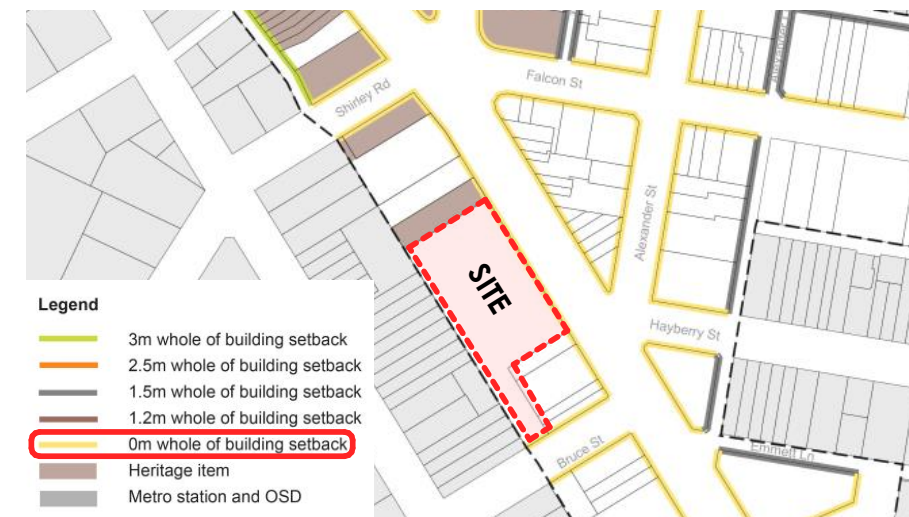 Falcon St
Shirley Rd
Alexander St
SITE
Hayberry St
Bruce St
Emmett Ln
Legend
3m whole of building setback
2.5m whole of building setback
1.5m whole of building setback
1.2m whole of building setback
0m whole of building setback
Heritage item
Metro station and OSD